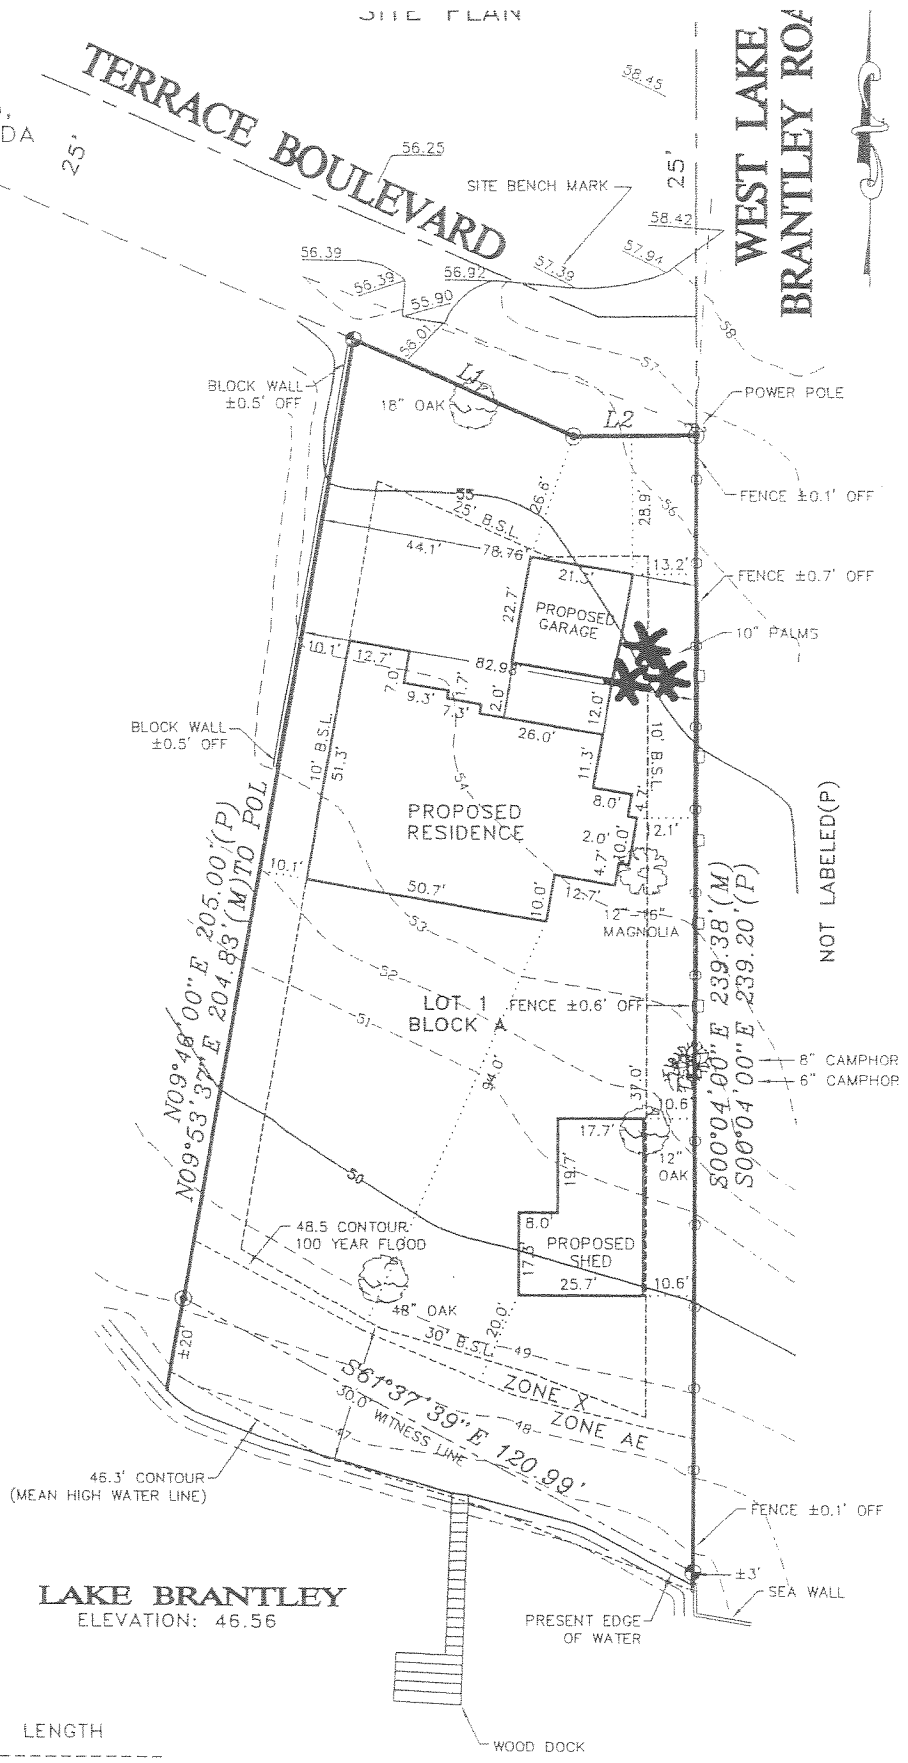 SITE PLAN
WEST LAKE
BRANTLEY ROA
TERRACE BOULEVARD
DA
25'
25'
58.45
56.25
SITE BENCH MARK
58.42
57.94
57.39
56.39
56.39
56.92
55.90
56.01
58
57
BLOCK WALL
±0.5' OFF
L1
18" OAK
L2
POWER POLE
FENCE ±0.1' OFF
55
25' B.S.L.
26.8'
28.9'
56
44.1'
78.76
21.3'
13.2'
FENCE ±0.7' OFF
22.7'
PROPOSED
GARAGE
10" PALMS
10.1'
12.7'
82.98
7.0'
9.3'
1.7'
7.3'
2.0'
12.0'
26.0'
BLOCK WALL
±0.5' OFF
10' B.S.L.
51.3'
54
11.3'
10' B.S.L.
8.0'
4.7'
PROPOSED
RESIDENCE
2.0'
10.0'
12.1'
4.7'
NOT LABELED(P)
10.1'
50.7'
10.0'
12.7'
12"-16"
MAGNOLIA
53
N09°46'00"E 205.00'(P)
N09°53'37"E 204.83'(M)TO POL
S00°04'00"E 239.38'(M)
S00°04'00"E 239.20'(P)
52
LOT 1
BLOCK A
FENCE ±0.6' OFF
51
94.0'
37.0'
8" CAMPHOR
6" CAMPHOR
10.6'
17.7'
12"
OAK
50
19.7'
48.5 CONTOUR
100 YEAR FLOOD
8.0'
PROPOSED
SHED
17.3'
25.7'
10.6'
48" OAK
30' B.S.L.
20.0'
49
±20'
ZONE X
ZONE AE
S61°37'39"E 120.99'
30.0' WITNESS LINE
48
47
46.3' CONTOUR
(MEAN HIGH WATER LINE)
FENCE ±0.1' OFF
±3'
SEA WALL
LAKE BRANTLEY
ELEVATION: 46.56
PRESENT EDGE
OF WATER
LENGTH
WOOD DOCK